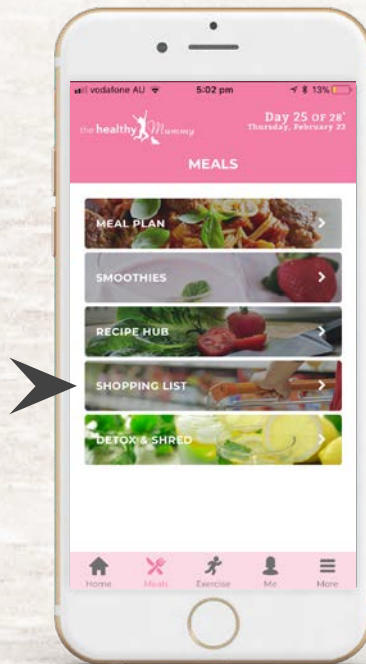 vodafone AU 5:02 pm 13%
the healthy Mummy
Day 25 OF 28
Thursday, February 22
MEALS
MEAL PLAN
SMOOTHIES
RECIPE HUB
SHOPPING LIST
DETOX & SHRED
Home Meals Exercise Me More